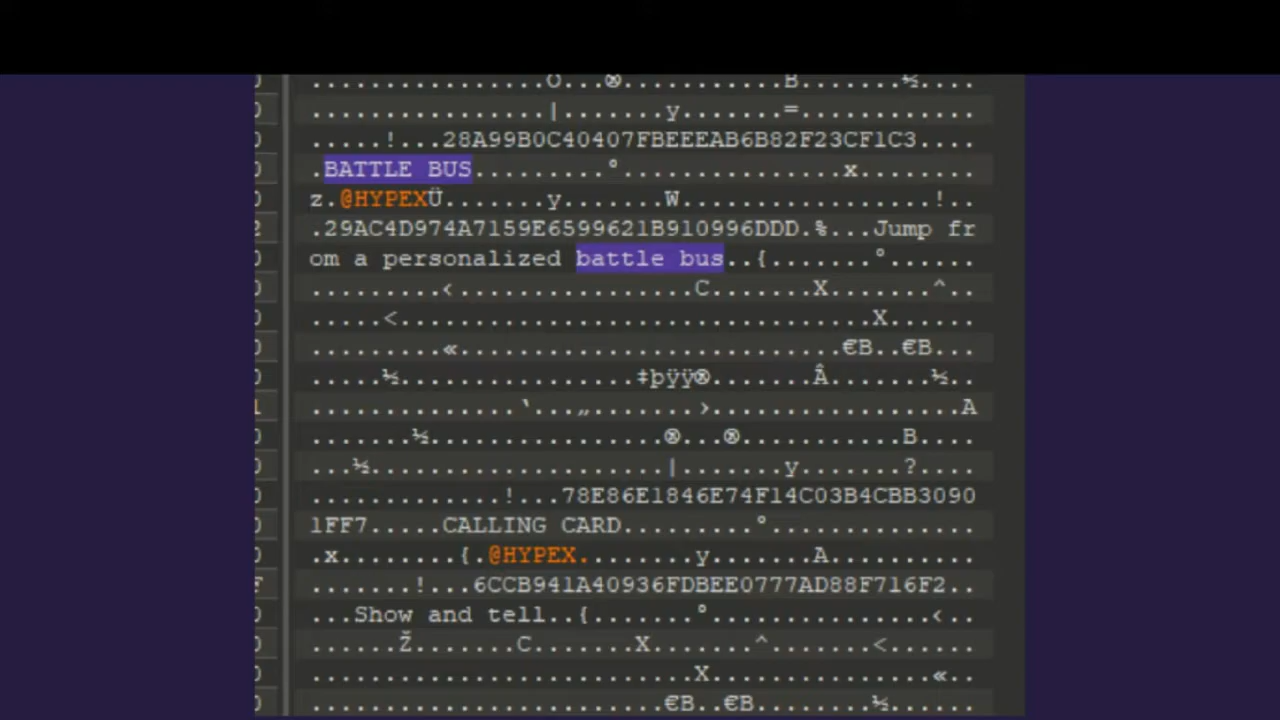 ................Ò...®...........B.......½....
................|.......y.......=............
.....!...28A99B0C40407FBEEEAB6B82F23CF1C3....
.BATTLE BUS.........°...............x........
z.@HYPEXÜ.......y.......W.................!..
.29AC4D974A7159E6599621B910996DDD.%...Jump fr
om a personalized battle bus..{.......°......
.........‹................C.......X.......^..
.....<................................X......
.........«..........................€B..€B...
.....½................‡þÿÿ®.......Â.......½..
..............‛...„.......›.................A
.......½................®...®...........B....
...½....................|.......y.......?....
.............!...78E86E1846E74F14C03B4CBB3090
1FF7.....CALLING CARD.........°..............
.x........{.@HYPEX........y.......A..........
.......!...6CCB941A40936FDBEE0777AD88F716F2..
...Show and tell..{.......°...............‹..
......Ž.......C.......X.......^.......<......
..........................X...............«..
........................€B..€B.........½......